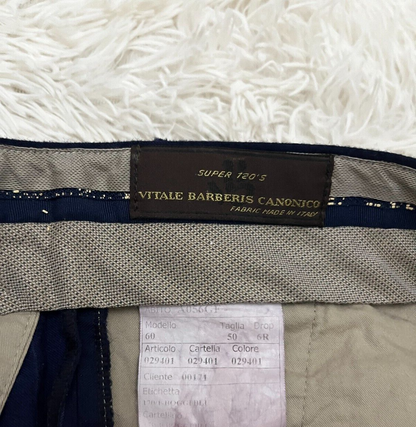 SUPER 120'S
VITALE BARBERIS CANONICO
FABRIC MADE IN ITALY
Modello Taglia Drop
60 50 6R
Articolo Cartella Colore
029401 029401 029401
Cliente 00121
Etichetta